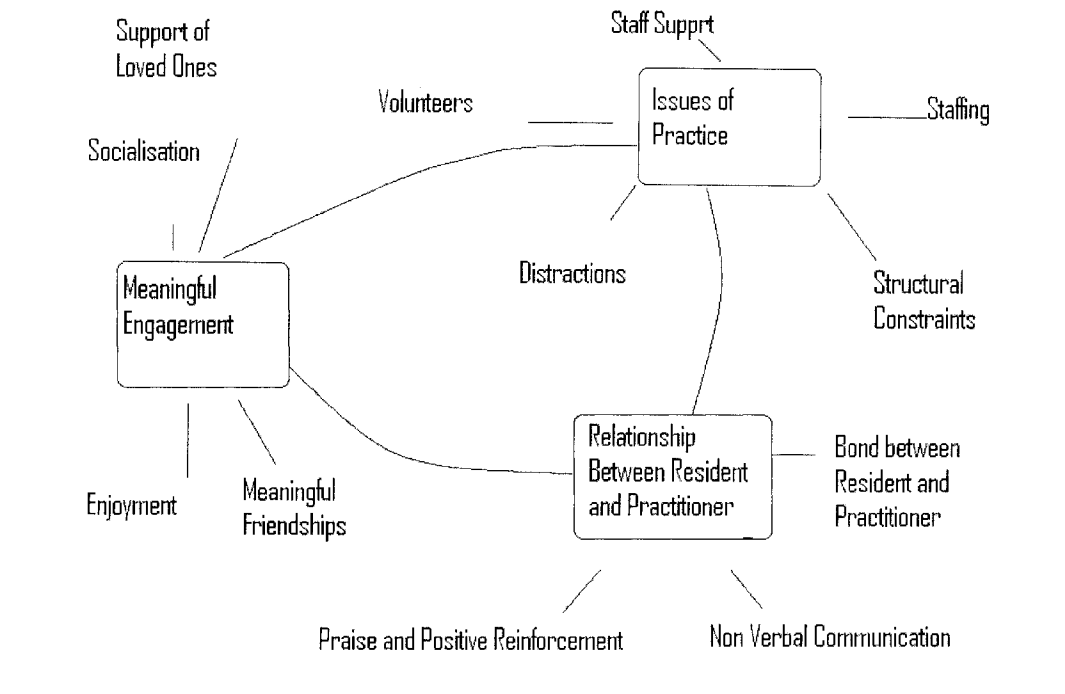 Support of
Loved Ones
Staff Supprt
Volunteers
Issues of
Practice
Staffing
Socialisation
Distractions
Structural
Constraints
Meaningful
Engagement
Enjoyment
Meaningful
Friendships
Relationship
Between Resident
and Practitioner
Bond between
Resident and
Practitioner
Praise and Positive Reinforcement
Non Verbal Communication